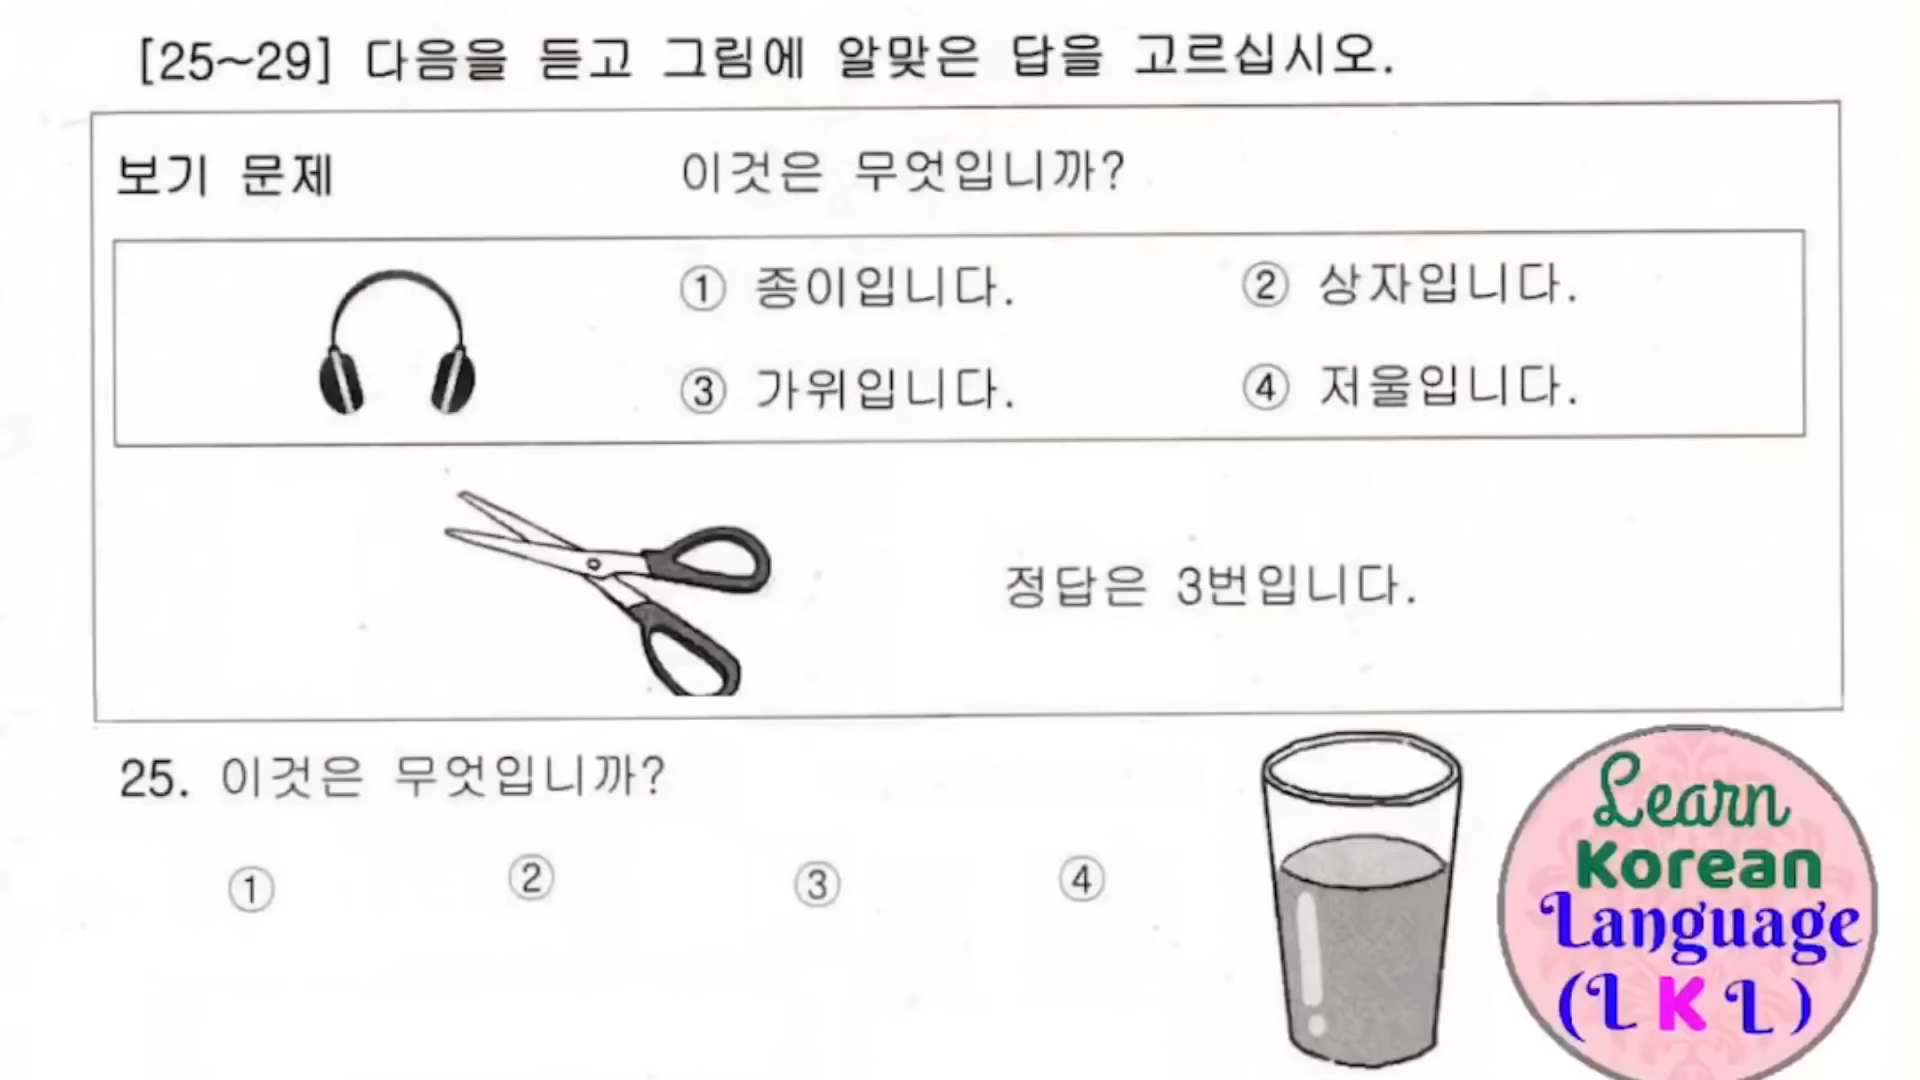 [25~29] 다음을 듣고 그림에 알맞은 답을 고르십시오.
보기 문제 이것은 무엇입니까?
① 종이입니다. ② 상자입니다.
③ 가위입니다. ④ 저울입니다.
정답은 3번입니다.
25. 이것은 무엇입니까?
① ② ③ ④
Learn
Korean
Language
(LKL)